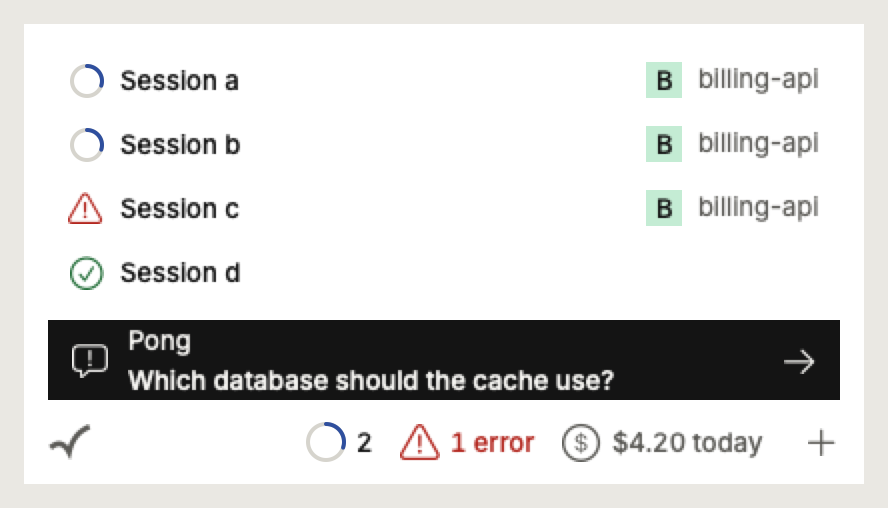 Session a B billing-api
Session b B billing-api
Session c B billing-api
Session d
Pong
Which database should the cache use?
2 1 error $4.20 today